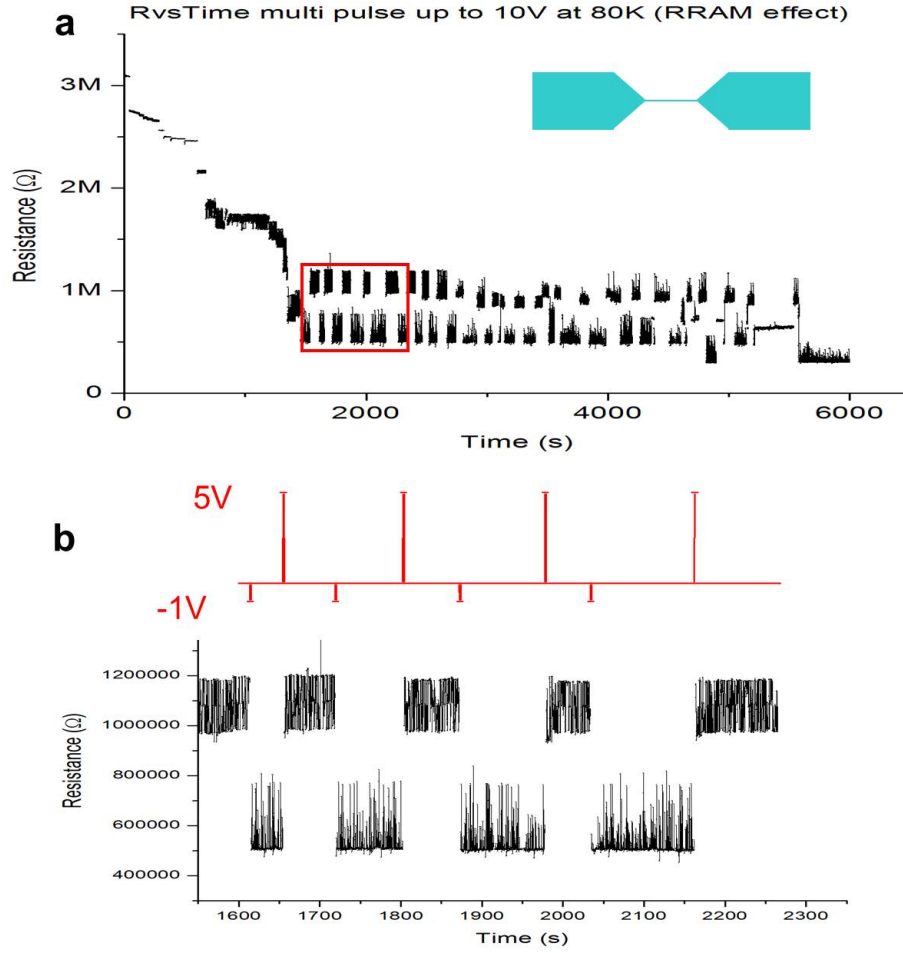 a
RvsTime multi pulse up to 10V at 80K (RRAM effect)
3M
2M
1M
0
Resistance (Ω)
0 2000 4000 6000
Time (s)
b
5V
-1V
1200000
1000000
800000
600000
400000
Resistance (Ω)
1600 1700 1800 1900 2000 2100 2200 2300
Time (s)